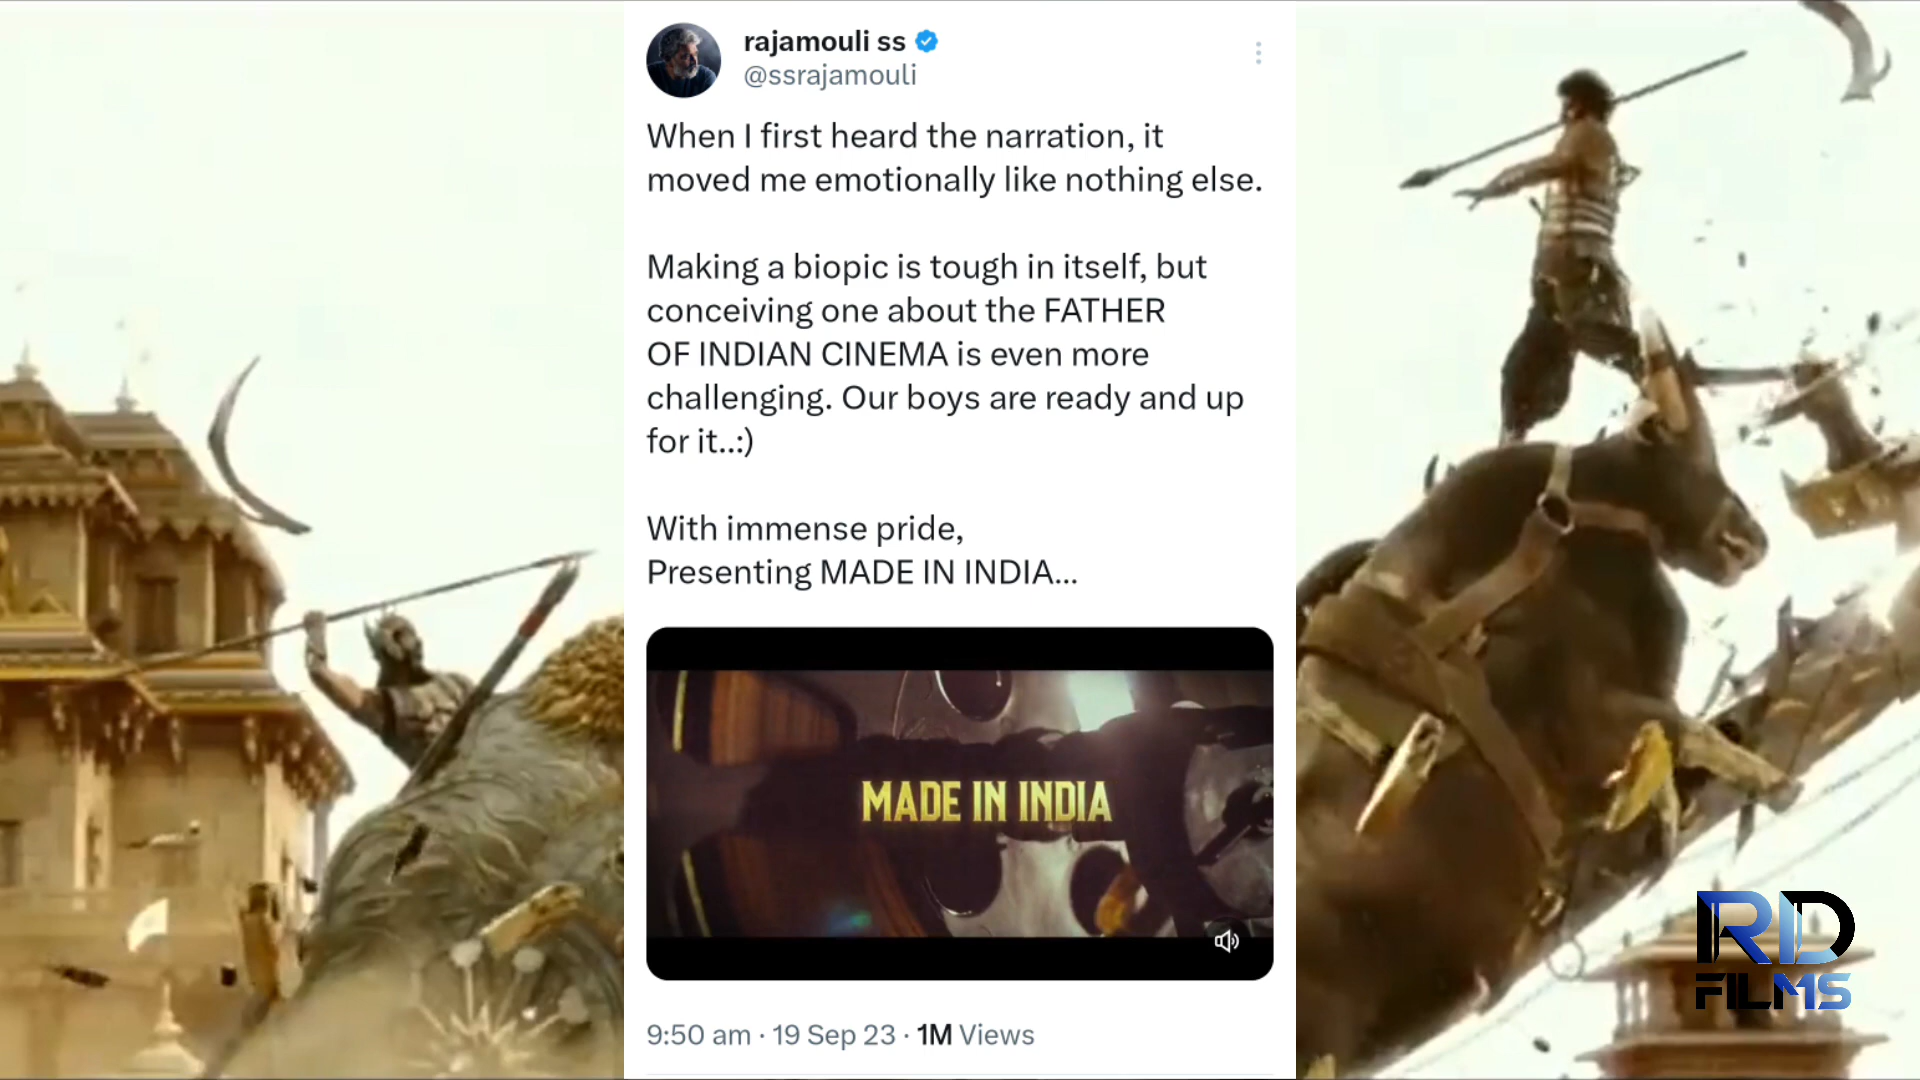 rajamouli ss
@ssrajamouli
When I first heard the narration, it
moved me emotionally like nothing else.
Making a biopic is tough in itself, but
conceiving one about the FATHER
OF INDIAN CINEMA is even more
challenging. Our boys are ready and up
for it..:)
With immense pride,
Presenting MADE IN INDIA...
MADE IN INDIA
9:50 am · 19 Sep 23 · 1M Views
RD
FILMS